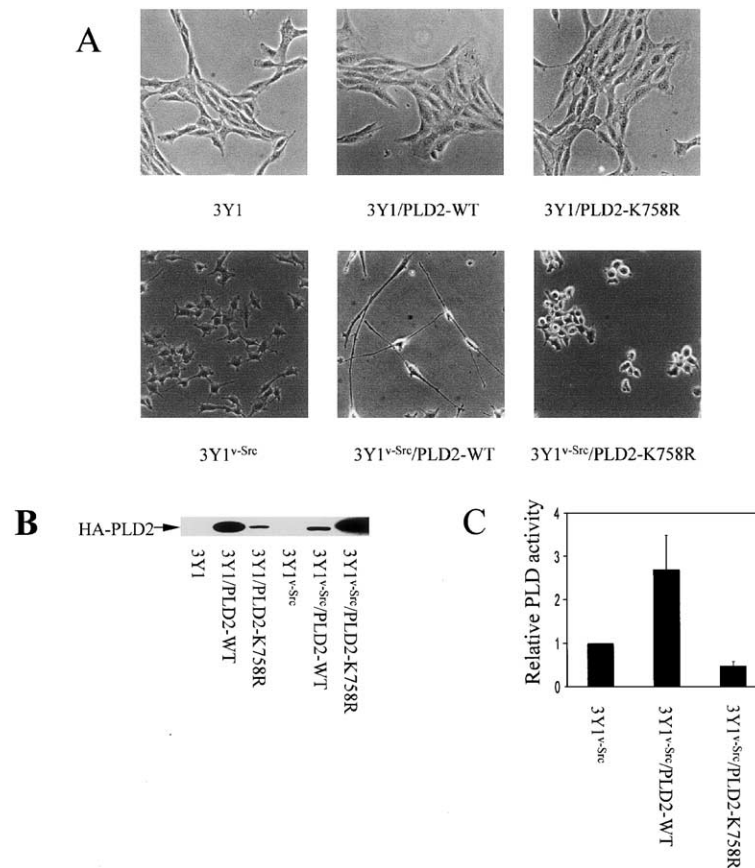 A
3Y1
3Y1/PLD2-WT
3Y1/PLD2-K758R
3Y1v-Src
3Y1v-Src/PLD2-WT
3Y1v-Src/PLD2-K758R
B
HA-PLD2
3Y1
3Y1/PLD2-WT
3Y1/PLD2-K758R
3Y1v-Src
3Y1v-Src/PLD2-WT
3Y1v-Src/PLD2-K758R
C
Relative PLD activity
4
3
2
1
0
3Y1v-Src
3Y1v-Src/PLD2-WT
3Y1v-Src/PLD2-K758R